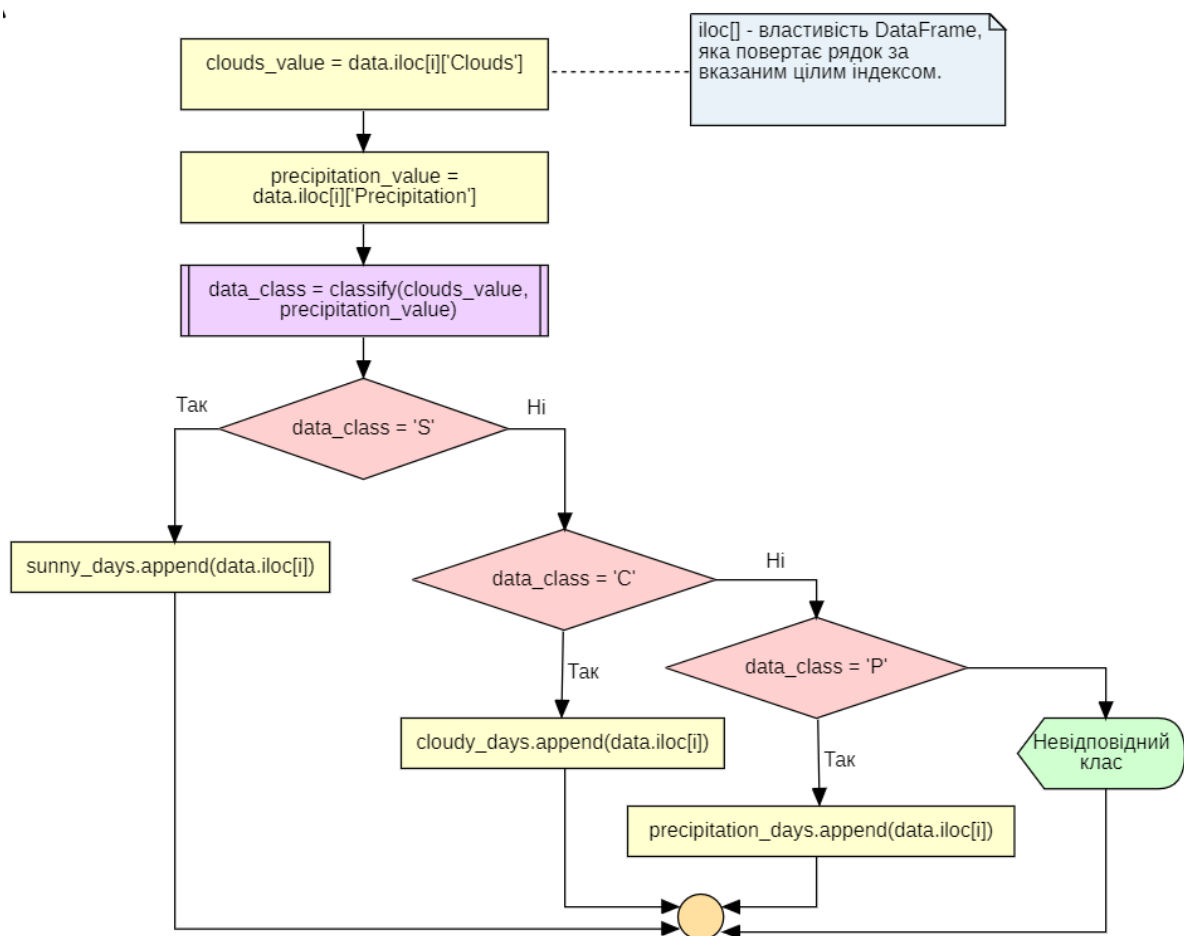 clouds_value = data.iloc[i]['Clouds']
iloc[] - властивість DataFrame,
яка повертає рядок за
вказаним цілим індексом.
precipitation_value =
data.iloc[i]['Precipitation']
data_class = classify(clouds_value,
precipitation_value)
Так
data_class = 'S'
Ні
sunny_days.append(data.iloc[i])
data_class = 'C'
Ні
Так
data_class = 'P'
cloudy_days.append(data.iloc[i])
Так
Невідповідний
клас
precipitation_days.append(data.iloc[i])